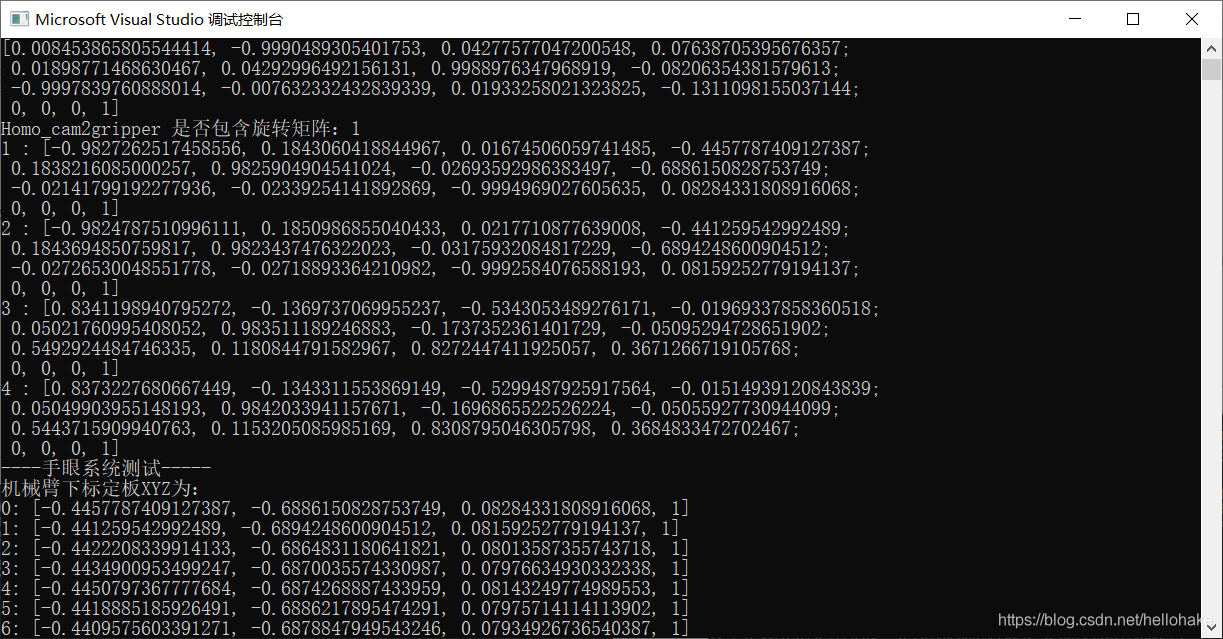 Microsoft Visual Studio 调试控制台
[0.008453865805544414, -0.9990489305401753, 0.04277577047200548, 0.07638705395676357;
0.01898771468630467, 0.04292996492156131, 0.9988976347968919, -0.08206354381579613;
-0.9997839760888014, -0.007632332432839339, 0.01933258021323825, -0.1311098155037144;
0, 0, 0, 1]
Homo_cam2gripper 是否包含旋转矩阵: 1
1 : [-0.9827262517458556, 0.1843060418844967, 0.01674506059741485, -0.4457787409127387;
0.1838216085000257, 0.9825904904541024, -0.02693592986383497, -0.6886150828753749;
-0.02141799192277936, -0.02339254141892869, -0.9994969027605635, 0.08284331808916068;
0, 0, 0, 1]
2 : [-0.9824787510996111, 0.1850986855040433, 0.0217710877639008, -0.441259542992489;
0.1843694850759817, 0.9823437476322023, -0.03175932084817229, -0.6894248600904512;
-0.02726530048551778, -0.02718893364210982, -0.9992584076588193, 0.08159252779194137;
0, 0, 0, 1]
3 : [0.8341198940795272, -0.1369737069955237, -0.5343053489276171, -0.01969337858360518;
0.05021760995408052, 0.983511189246883, -0.1737352361401729, -0.05095294728651902;
0.5492924484746335, 0.1180844791582967, 0.8272447411925057, 0.3671266719105768;
0, 0, 0, 1]
4 : [0.8373227680667449, -0.1343311553869149, -0.5299487925917564, -0.01514939120843839;
0.05049903955148193, 0.9842033941157671, -0.1696865522526224, -0.05055927730944099;
0.5443715909940763, 0.1153205085985169, 0.8308795046305798, 0.3684833472702467;
0, 0, 0, 1]
----手眼系统测试-----
机械臂下标定板XYZ为:
0: [-0.4457787409127387, -0.6886150828753749, 0.08284331808916068, 1]
1: [-0.441259542992489, -0.6894248600904512, 0.08159252779194137, 1]
2: [-0.4422208339914133, -0.6864831180641821, 0.08013587355743718, 1]
3: [-0.4434900953499247, -0.6870035574330987, 0.07976634930332338, 1]
4: [-0.4450797367777684, -0.6874268887433959, 0.08143249774989553, 1]
5: [-0.4418885185926491, -0.6886217895474291, 0.07975714114113902, 1]
6: [-0.4409575603391271, -0.6878847949543246, 0.07934926736540387, 1]
https://blog.csdn.net/hellohake